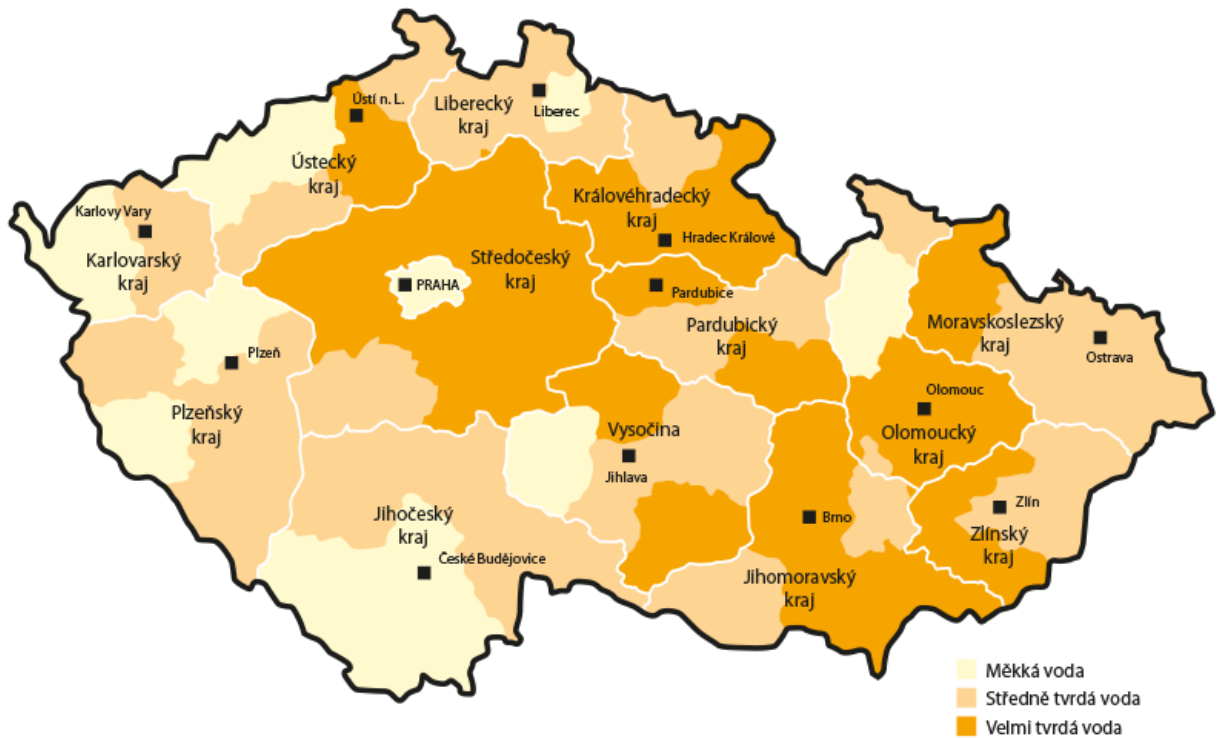 Ústí n. L.
Liberecký
kraj
Liberec
Ústecký
kraj
Karlovy Vary
Karlovarský
kraj
Královéhradecký
kraj
Hradec Králové
Středočeský
kraj
PRAHA
Pardubice
Pardubický
kraj
Moravskoslezský
kraj
Ostrava
Plzeň
Plzeňský
kraj
Olomouc
Olomoucký
kraj
Vysočina
Jihlava
Jihočeský
kraj
České Budějovice
Brno
Zlín
Zlínský
kraj
Jihomoravský
kraj
Měkká voda
Středně tvrdá voda
Velmi tvrdá voda